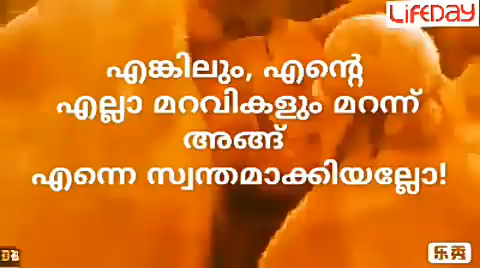 LiFEDAY
എങ്കിലും, എന്റെ
എല്ലാ മറവികളും മറന്ന്
അങ്ങ്
എന്നെ സ്വന്തമാക്കിയല്ലോ!
乐秀